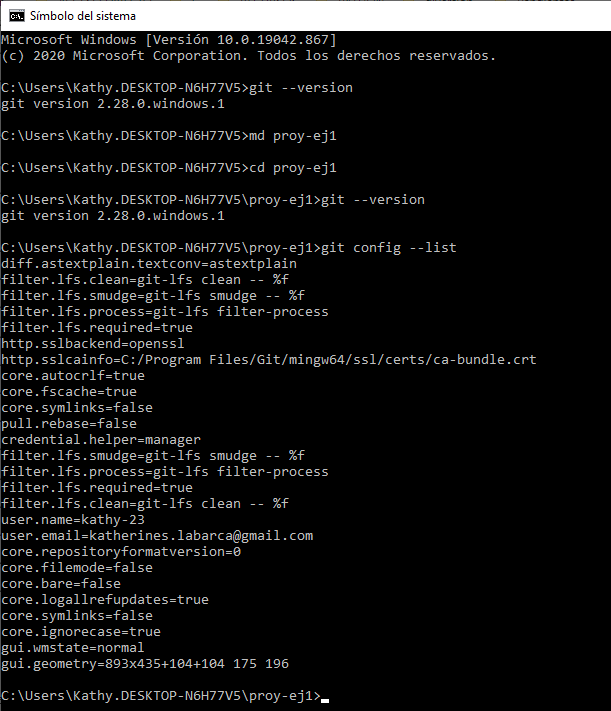 Símbolo del sistema
Microsoft Windows [Versión 10.0.19042.867]
(c) 2020 Microsoft Corporation. Todos los derechos reservados.
C:\Users\Kathy.DESKTOP-N6H77V5>git --version
git version 2.28.0.windows.1
C:\Users\Kathy.DESKTOP-N6H77V5>md proy-ej1
C:\Users\Kathy.DESKTOP-N6H77V5>cd proy-ej1
C:\Users\Kathy.DESKTOP-N6H77V5\proy-ej1>git --version
git version 2.28.0.windows.1
C:\Users\Kathy.DESKTOP-N6H77V5\proy-ej1>git config --list
diff.astextplain.textconv=astextplain
filter.lfs.clean=git-lfs clean -- %f
filter.lfs.smudge=git-lfs smudge -- %f
filter.lfs.process=git-lfs filter-process
filter.lfs.required=true
http.sslbackend=openssl
http.sslcainfo=C:/Program Files/Git/mingw64/ssl/certs/ca-bundle.crt
core.autocrlf=true
core.fscache=true
core.symlinks=false
pull.rebase=false
credential.helper=manager
filter.lfs.smudge=git-lfs smudge -- %f
filter.lfs.process=git-lfs filter-process
filter.lfs.required=true
filter.lfs.clean=git-lfs clean -- %f
user.name=kathy-23
user.email=katherines.labarca@gmail.com
core.repositoryformatversion=0
core.filemode=false
core.bare=false
core.logallrefupdates=true
core.symlinks=false
core.ignorecase=true
gui.wmstate=normal
gui.geometry=893x435+104+104 175 196
C:\Users\Kathy.DESKTOP-N6H77V5\proy-ej1>